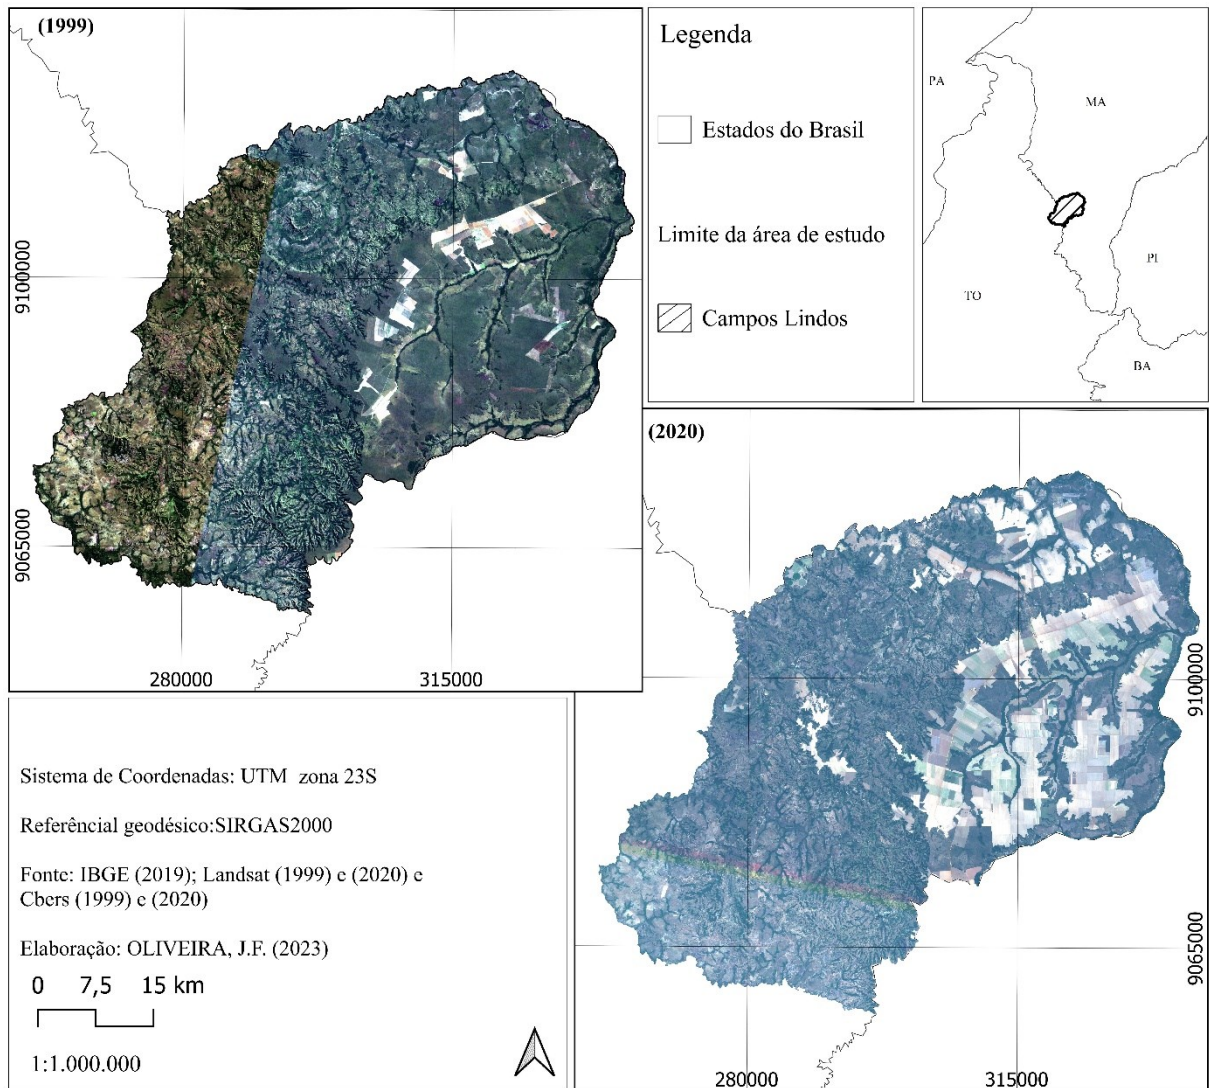 (1999)
9100000
9065000
280000
315000
Legenda
Estados do Brasil
Limite da área de estudo
Campos Lindos
PA
MA
TO
PI
BA
(2020)
9100000
9065000
280000
315000
Sistema de Coordenadas: UTM zona 23S
Referêncial geodésico:SIRGAS2000
Fonte: IBGE (2019); Landsat (1999) e (2020) e
Cbers (1999) e (2020)
Elaboração: OLIVEIRA, J.F. (2023)
0 7,5 15 km
1:1.000.000